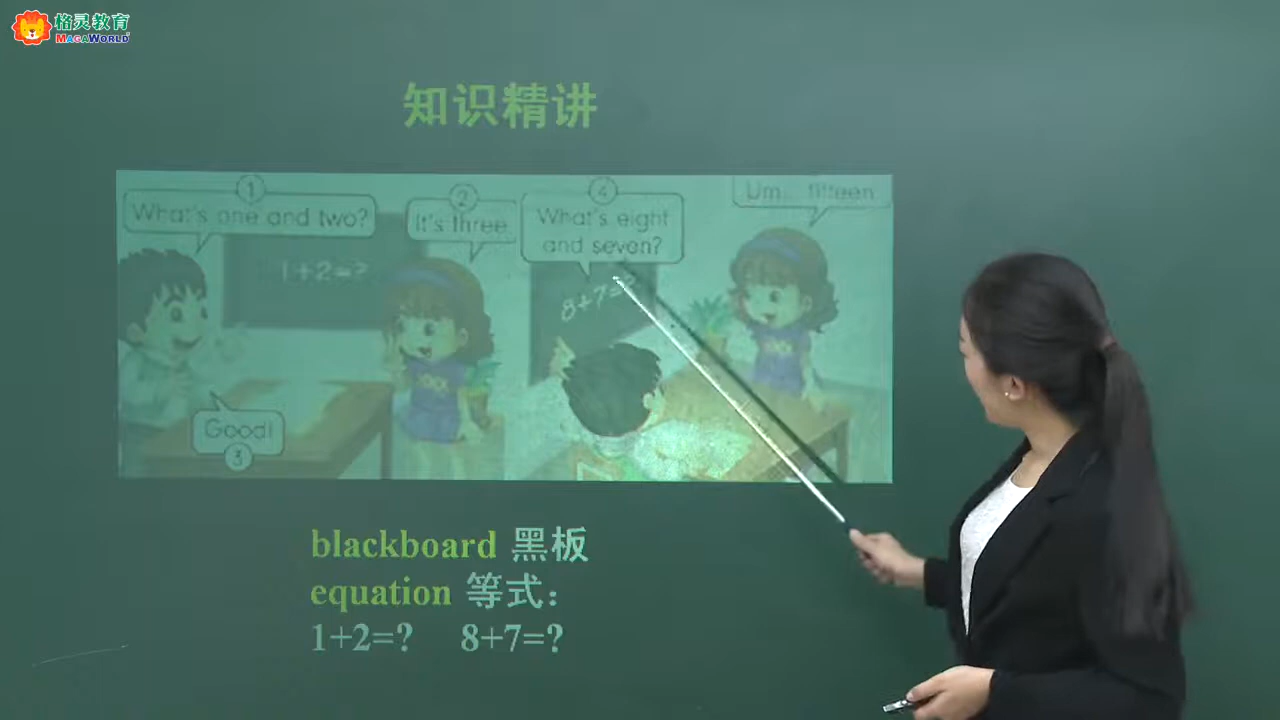 格灵教育
MAGAWORLD
知识精讲
1
What's one and two?
2
It's three.
4
What's eight
and seven?
Um... fifteen
1+2=?
8+7=?
Good!
3
blackboard 黑板
equation 等式：
1+2=? 8+7=?